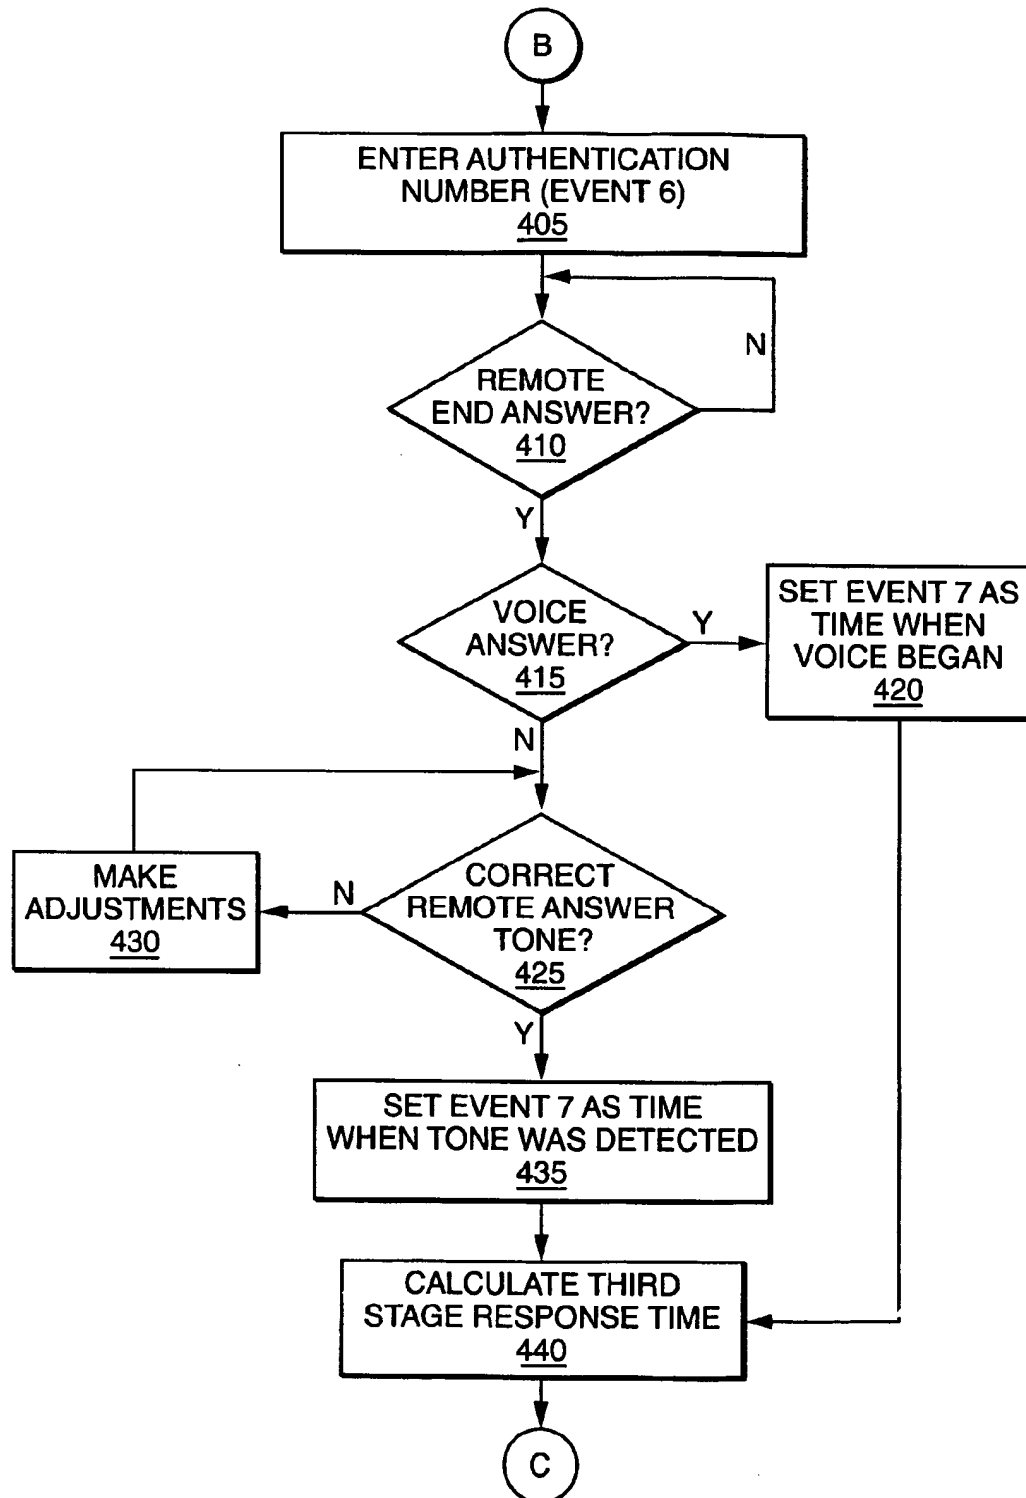 B
ENTER AUTHENTICATION
NUMBER (EVENT 6)
405
N
REMOTE
END ANSWER?
410
Y
VOICE
ANSWER?
415
Y
SET EVENT 7 AS
TIME WHEN
VOICE BEGAN
420
N
MAKE
ADJUSTMENTS
430
N
CORRECT
REMOTE ANSWER
TONE?
425
Y
SET EVENT 7 AS TIME
WHEN TONE WAS DETECTED
435
CALCULATE THIRD
STAGE RESPONSE TIME
440
C